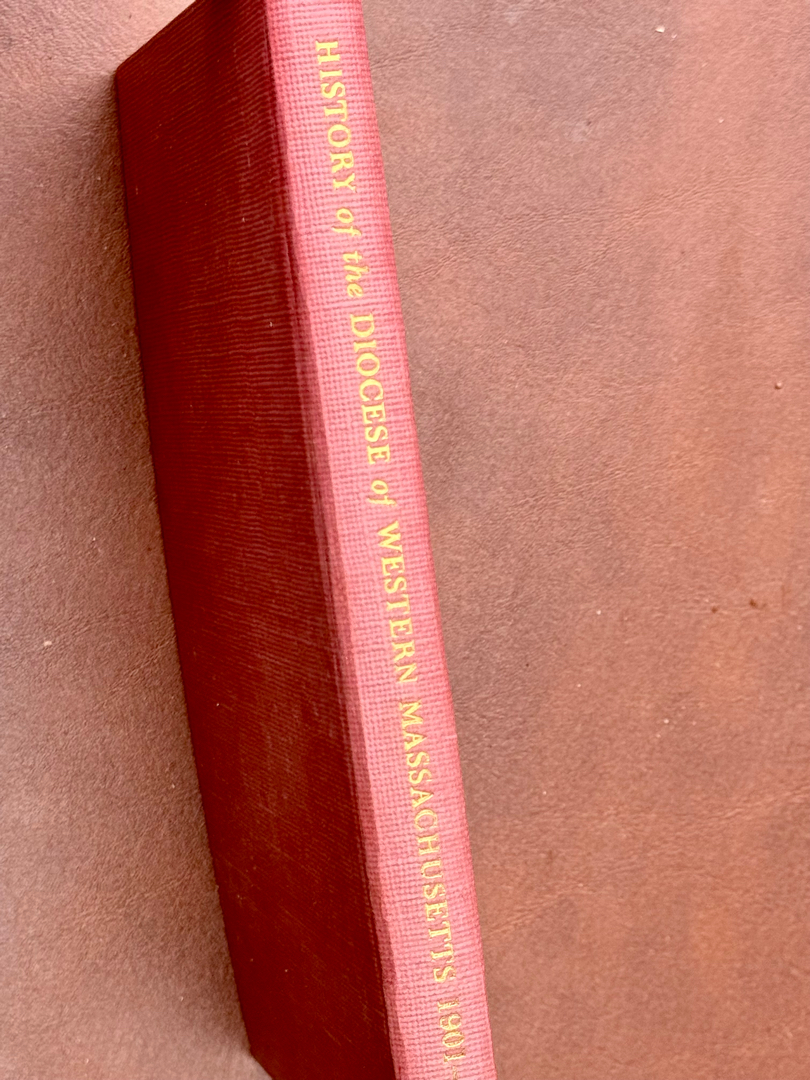 HISTORY of the DIOCESE of WESTERN MASSACHUSETTS 1901-